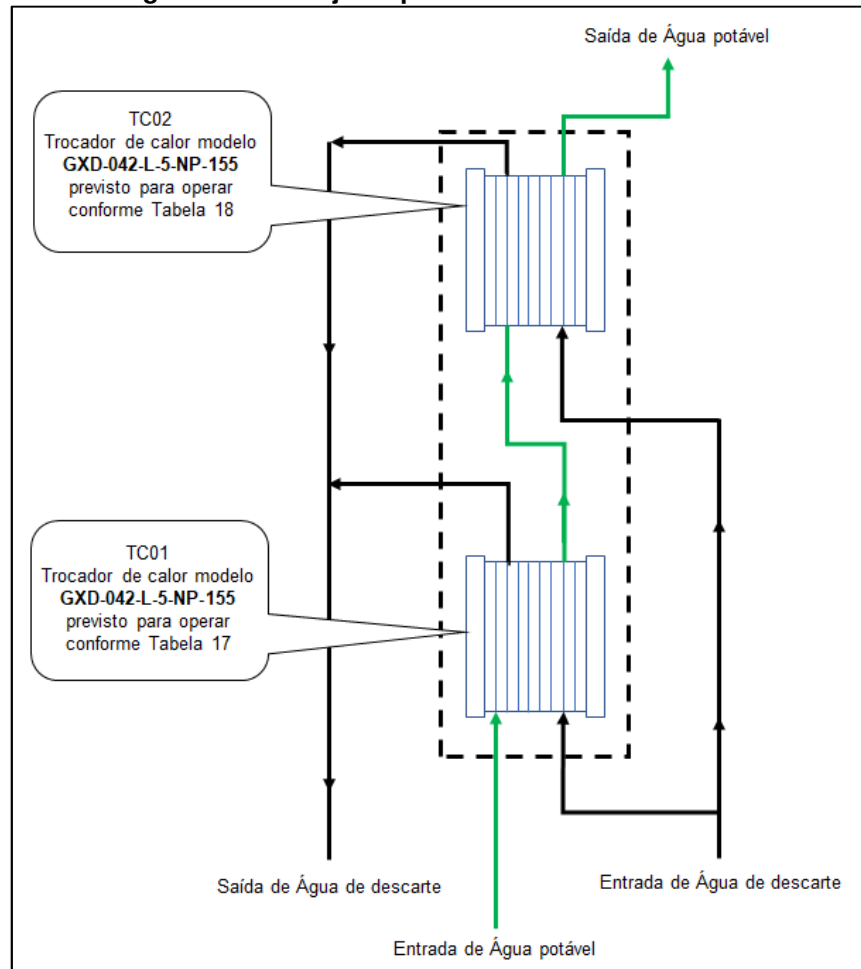 Saída de Água potável
TC02
Trocador de calor modelo
GXD-042-L-5-NP-155
previsto para operar
conforme Tabela 18
TC01
Trocador de calor modelo
GXD-042-L-5-NP-155
previsto para operar
conforme Tabela 17
Saída de Água de descarte
Entrada de Água de descarte
Entrada de Água potável